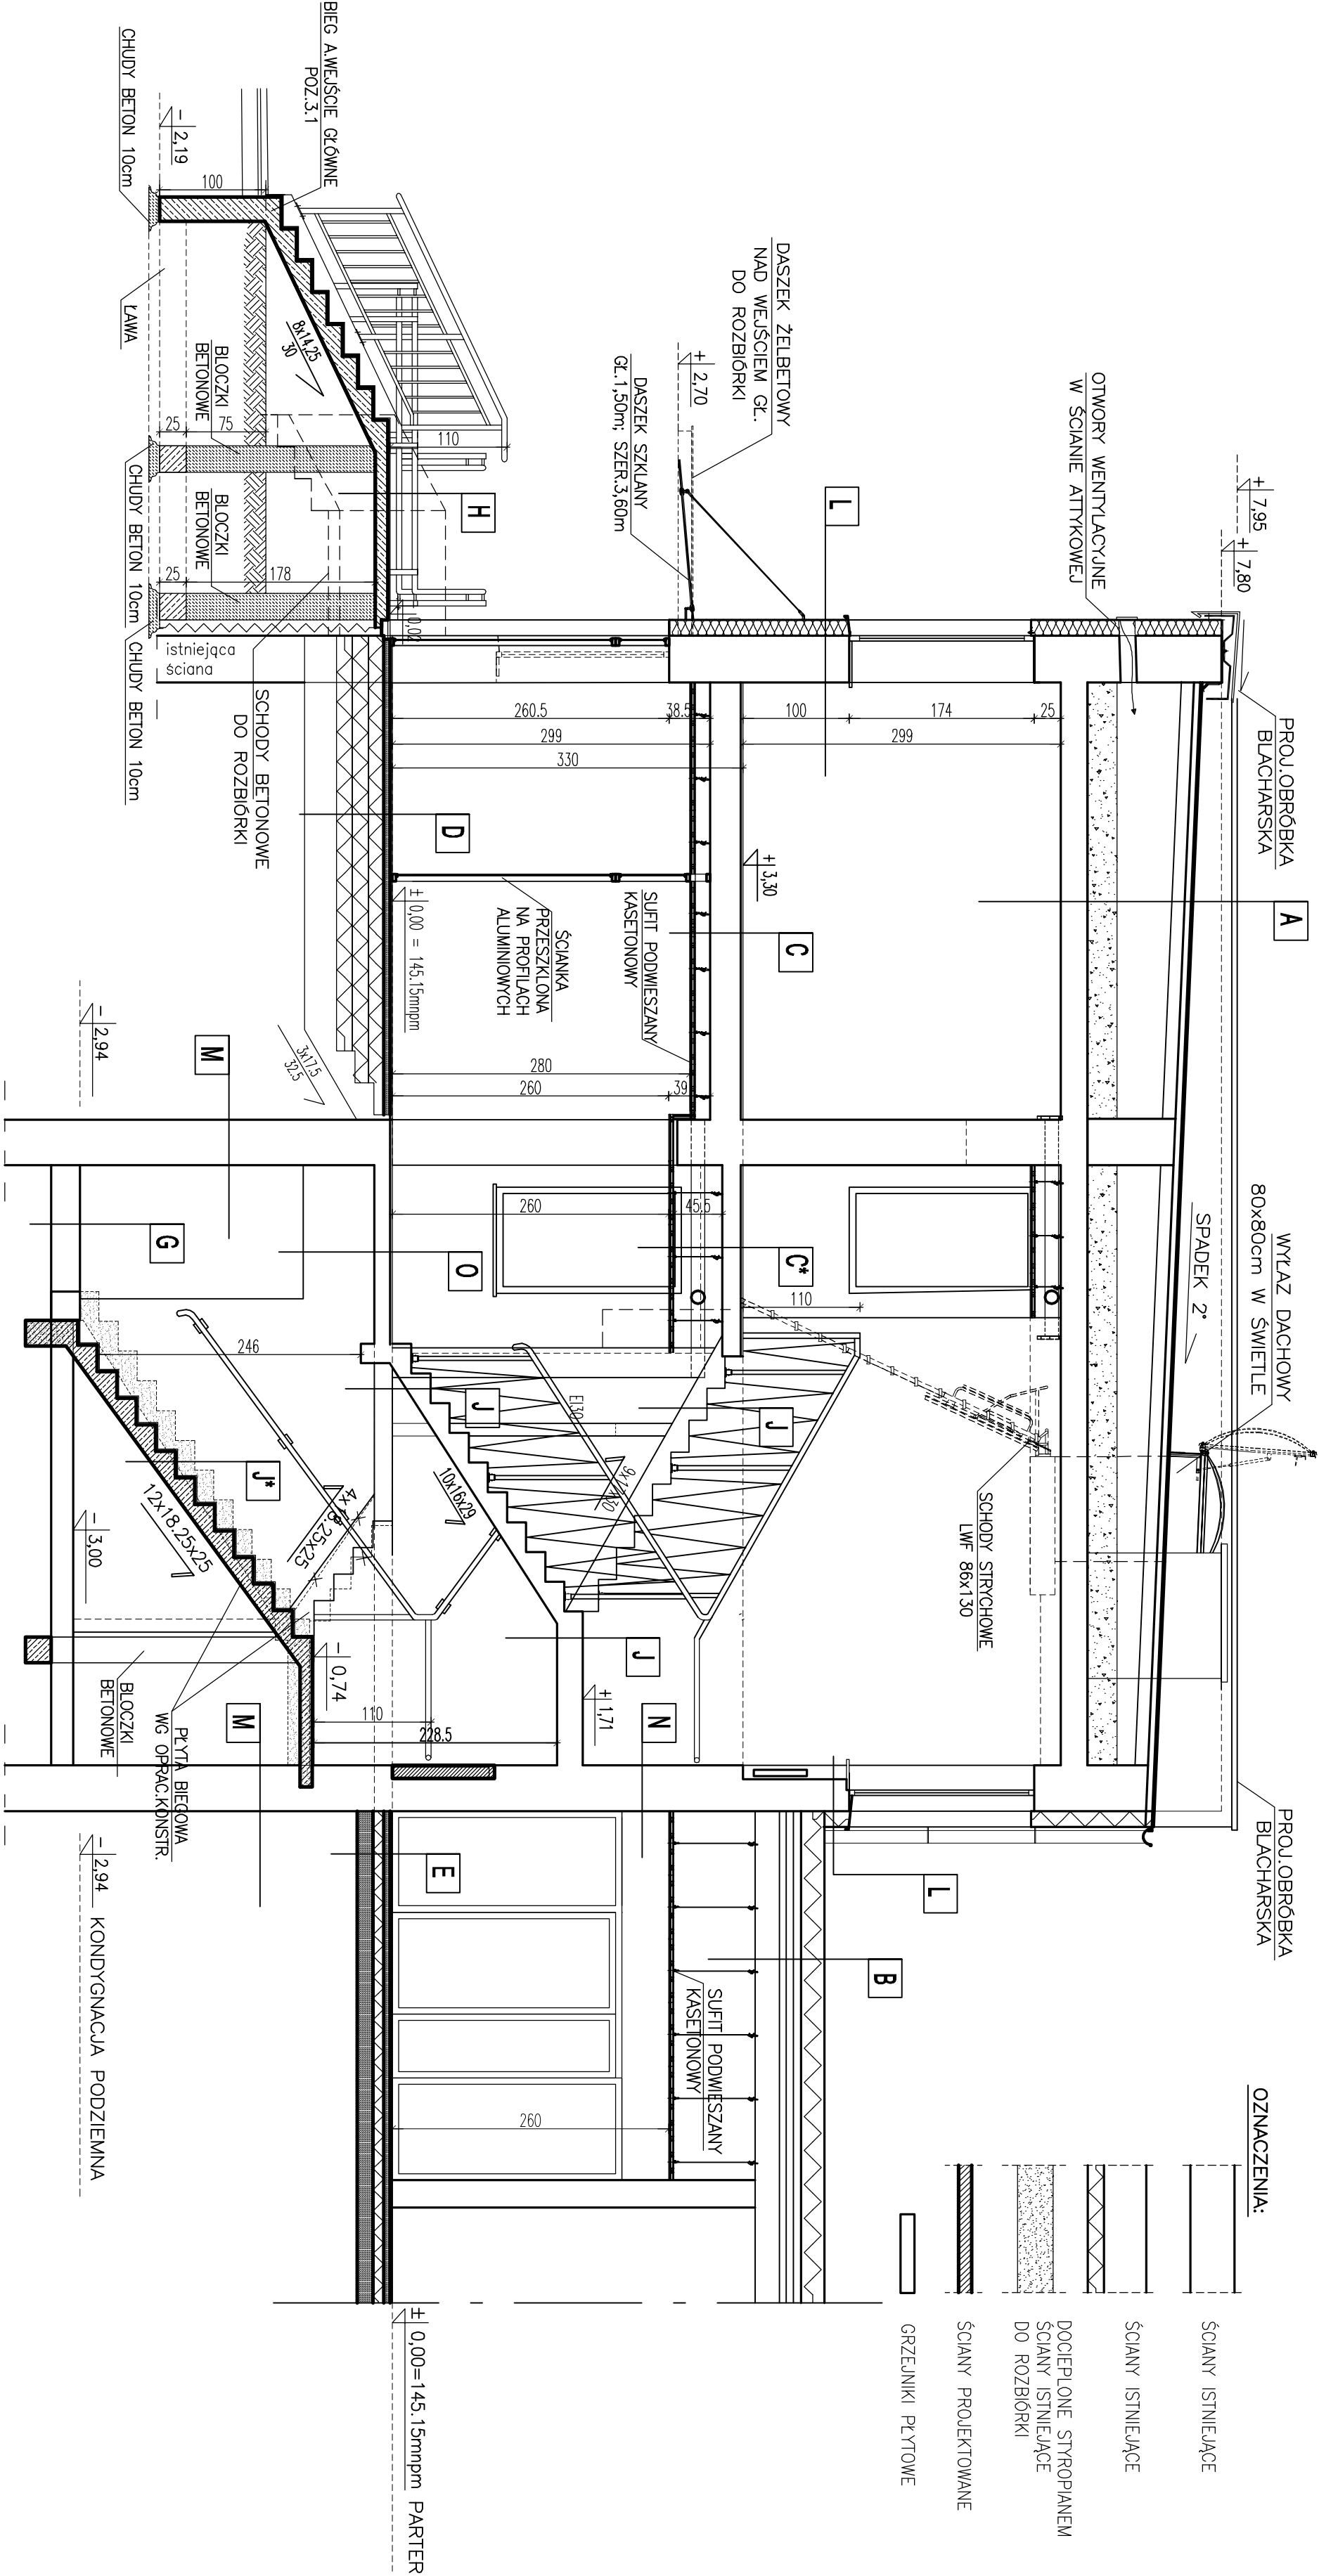 + 7,95
+ 7,80
PROJ.OBRÓBKA
BLACHARSKA
A
WYŁAZ DACHOWY
80x80cm W ŚWIETLE
SPADEK 2°
PROJ.OBRÓBKA
BLACHARSKA
OTWORY WENTYLACYJNE
W ŚCIANIE ATTYKOWEJ
DASZEK ŻELBETOWY
NAD WEJŚCIEM GŁ.
DO ROZBIÓRKI
+ 2,70
DASZEK SZKLANY
GŁ.1,50m; SZER.3,60m
L
25
174
100
299
38.5
260.5
299
330
+ 3,30
C
SUFIT PODWIESZANY
KASETONOWY
ŚCIANKA
PRZESZKLONA
NA PROFILACH
ALUMINIOWYCH
± 0,00 = 145.15mnpm
280
260
39
260
45.5
C*
110
SCHODY STRYCHOWE
LWF 86x130
J
J
EI30
10x16x29
J
+ 1,71
N
L
B
SUFIT PODWIESZANY
KASETONOWY
260
E
BIEG A.WEJŚCIE GŁÓWNE
POZ.3.1
- 2,19
100
CHUDY BETON 10cm
ŁAWA
8x14,25
30
BLOCZKI
BETONOWE
25
75
110
H
BLOCZKI
BETONOWE
25
178
CHUDY BETON 10cm
CHUDY BETON 10cm
istniejąca
ściana
SCHODY BETONOWE
DO ROZBIÓRKI
D
3x17.5
32.5
- 2,94
M
G
O
246
J*
12x18.25x25
- 3,00
- 0,74
110
228.5
BLOCZKI
BETONOWE
PŁYTA BIEGOWA
WG OPRAC.KONSTR.
M
- 2,94 KONDYGNACJA PODZIEMNA
± 0,00=145.15mnpm PARTER
OZNACZENIA:
ŚCIANY ISTNIEJĄCE
ŚCIANY ISTNIEJĄCE
DOCIEPLONE STYROPIANEM
ŚCIANY ISTNIEJĄCE
DO ROZBIÓRKI
ŚCIANY PROJEKTOWANE
GRZEJNIKI PŁYTOWE